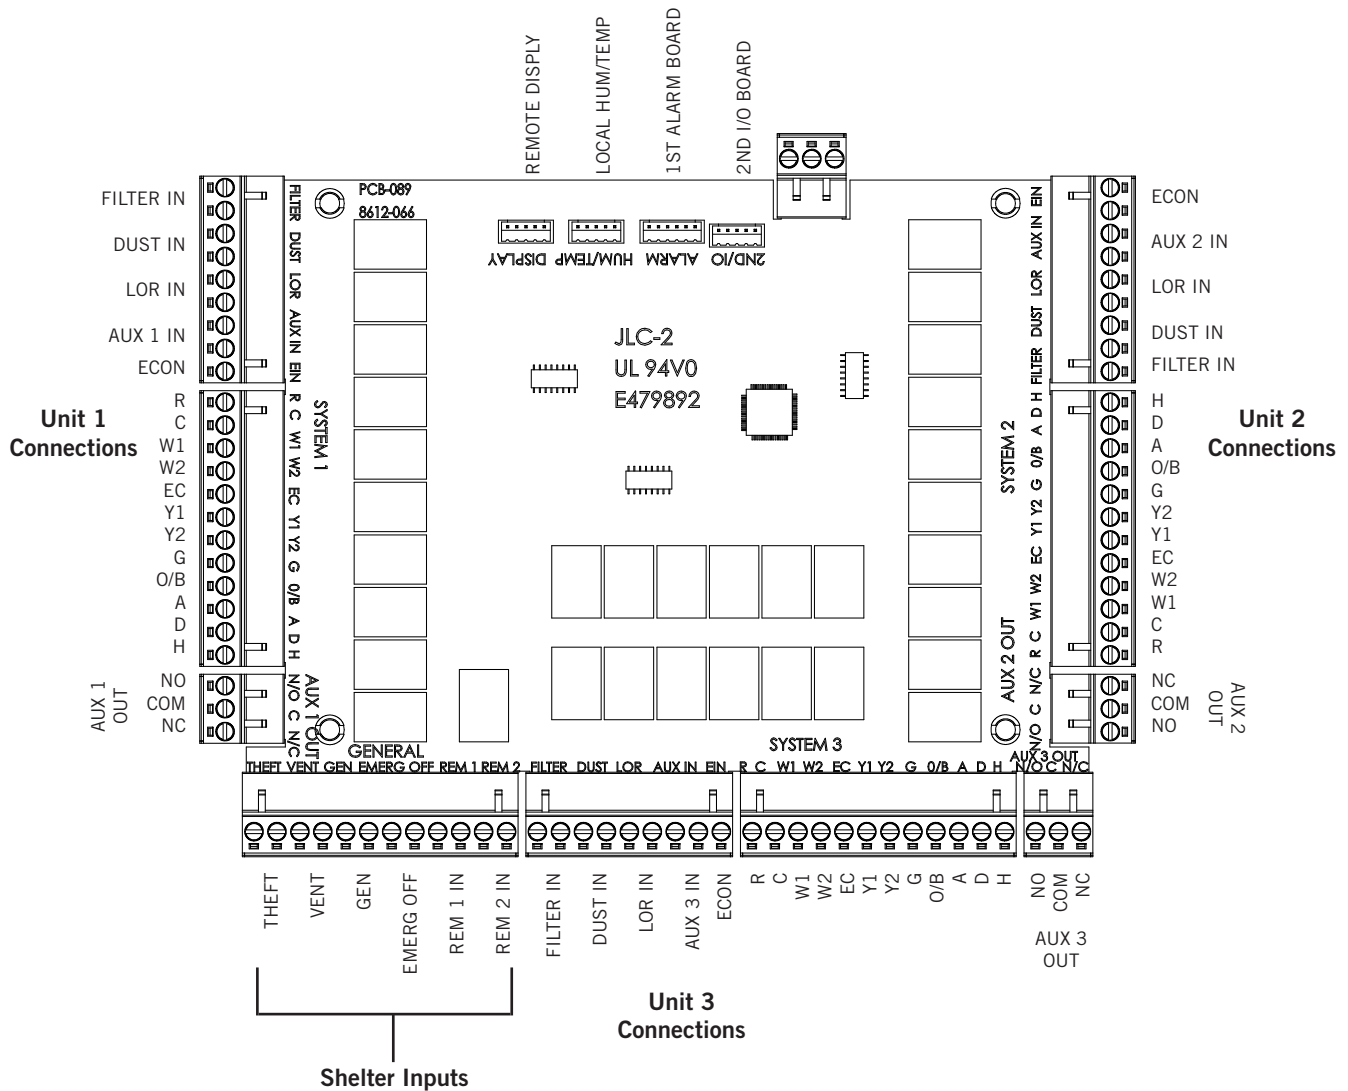 REMOTE DISPLY
LOCAL HUM/TEMP
1ST ALARM BOARD
2ND I/O BOARD
PCB-089
8612-066
DISPLAY
HUM/TEMP
ALARM
2ND/IO
JLC-2
UL 94V0
E479892
FILTER IN
DUST IN
LOR IN
AUX 1 IN
ECON
Unit 1
Connections
R
C
W1
W2
EC
Y1
Y2
G
O/B
A
D
H
AUX 1
OUT
NO
COM
NC
FILTER DUST LOR AUX IN EIN
R C W1 W2 EC Y1 Y2 G 0/B A D H
N/O C N/C
SYSTEM 1
AUX 1 OUT
ECON
AUX 2 IN
LOR IN
DUST IN
FILTER IN
Unit 2
Connections
H
D
A
O/B
G
Y2
Y1
EC
W2
W1
C
R
NC
COM
NO
AUX 2
OUT
N/O C N/C R C W1 W2 EC Y1 Y2 G 0/B A D H FILTER DUST LOR AUX IN EIN
SYSTEM 2
AUX 2 OUT
GENERAL
SYSTEM 3
AUX 3 OUT
THEFT VENT GEN EMERG OFF REM 1 REM 2 FILTER DUST LOR AUX IN EIN R C W1 W2 EC Y1 Y2 G 0/B A D H N/O C N/C
THEFT
VENT
GEN
EMERG OFF
REM 1 IN
REM 2 IN
FILTER IN
DUST IN
LOR IN
AUX 3 IN
ECON
R
C
W1
W2
EC
Y1
Y2
G
O/B
A
D
H
NO
COM
NC
AUX 3
OUT
Unit 3
Connections
Shelter Inputs